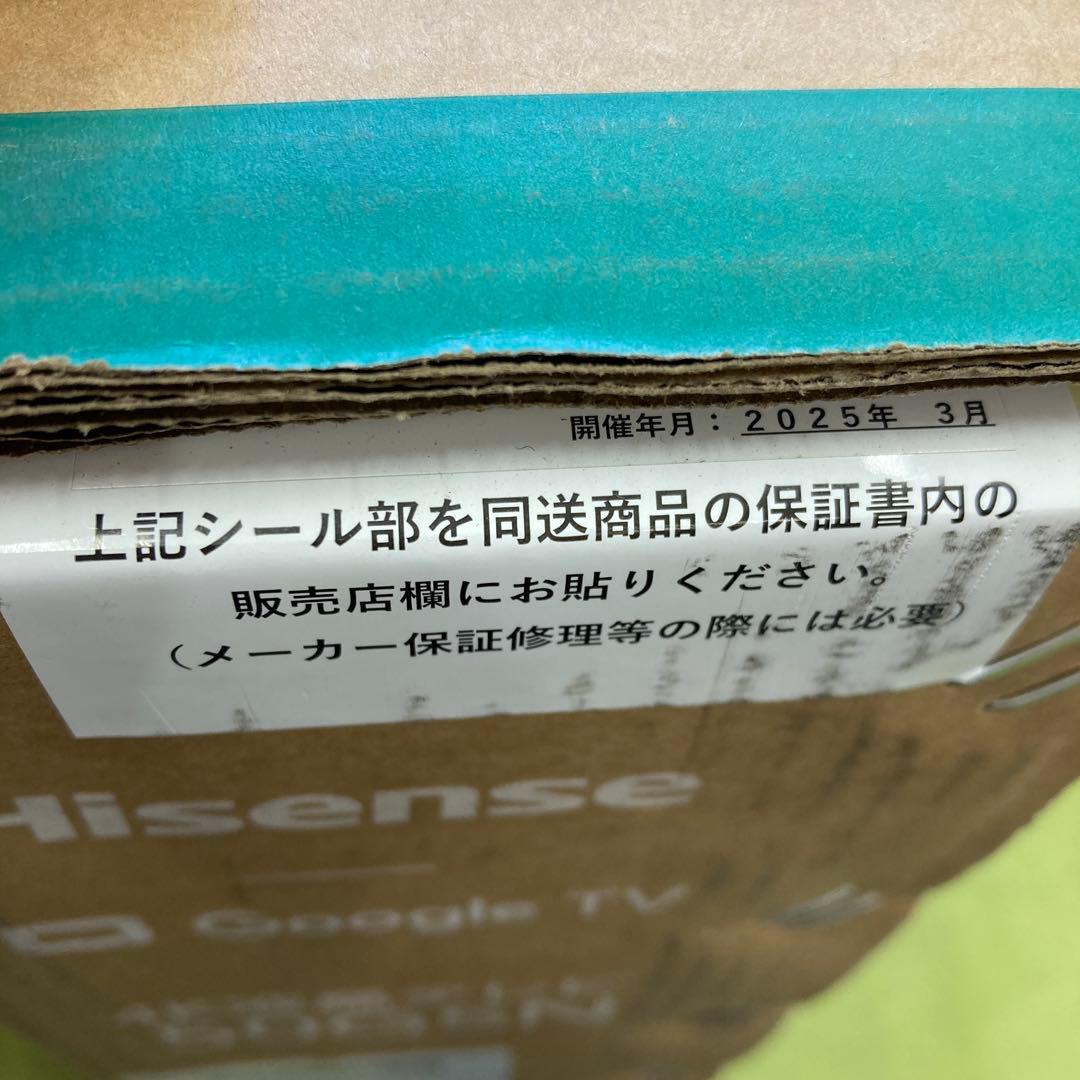 開催年月： ２０２５年　３月
上記シール部を同送商品の保証書内の
販売店欄にお貼りください。
（メーカー保証修理等の際には必要）
Hisense
Google TV